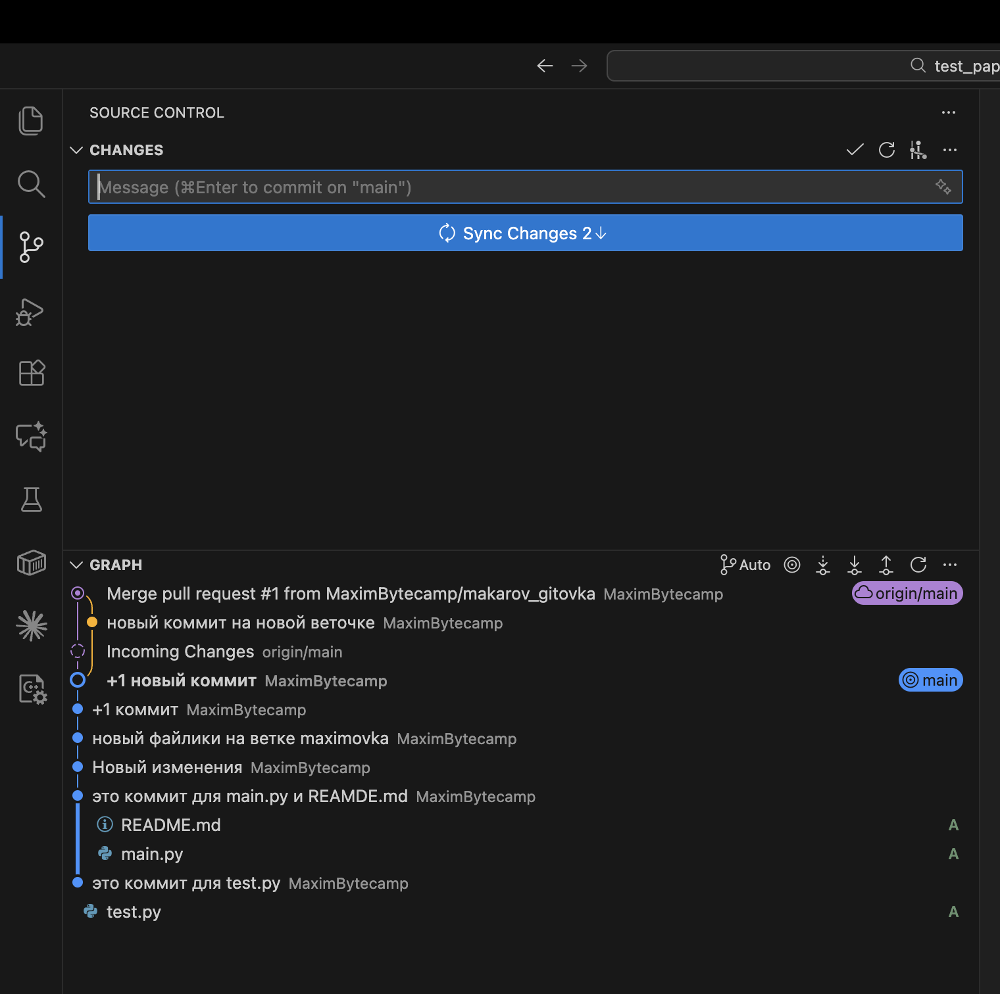 test_pap
SOURCE CONTROL
CHANGES
Message (⌘Enter to commit on "main")
Sync Changes 2↓
GRAPH
Auto
Merge pull request #1 from MaximBytecamp/makarov_gitovka MaximBytecamp origin/main
новый коммит на новой веточке MaximBytecamp
Incoming Changes origin/main
+1 новый коммит MaximBytecamp main
+1 коммит MaximBytecamp
новый файлики на ветке maximovka MaximBytecamp
Новый изменения MaximBytecamp
это коммит для main.py и REAMDE.md MaximBytecamp
README.md A
main.py A
это коммит для test.py MaximBytecamp
test.py A